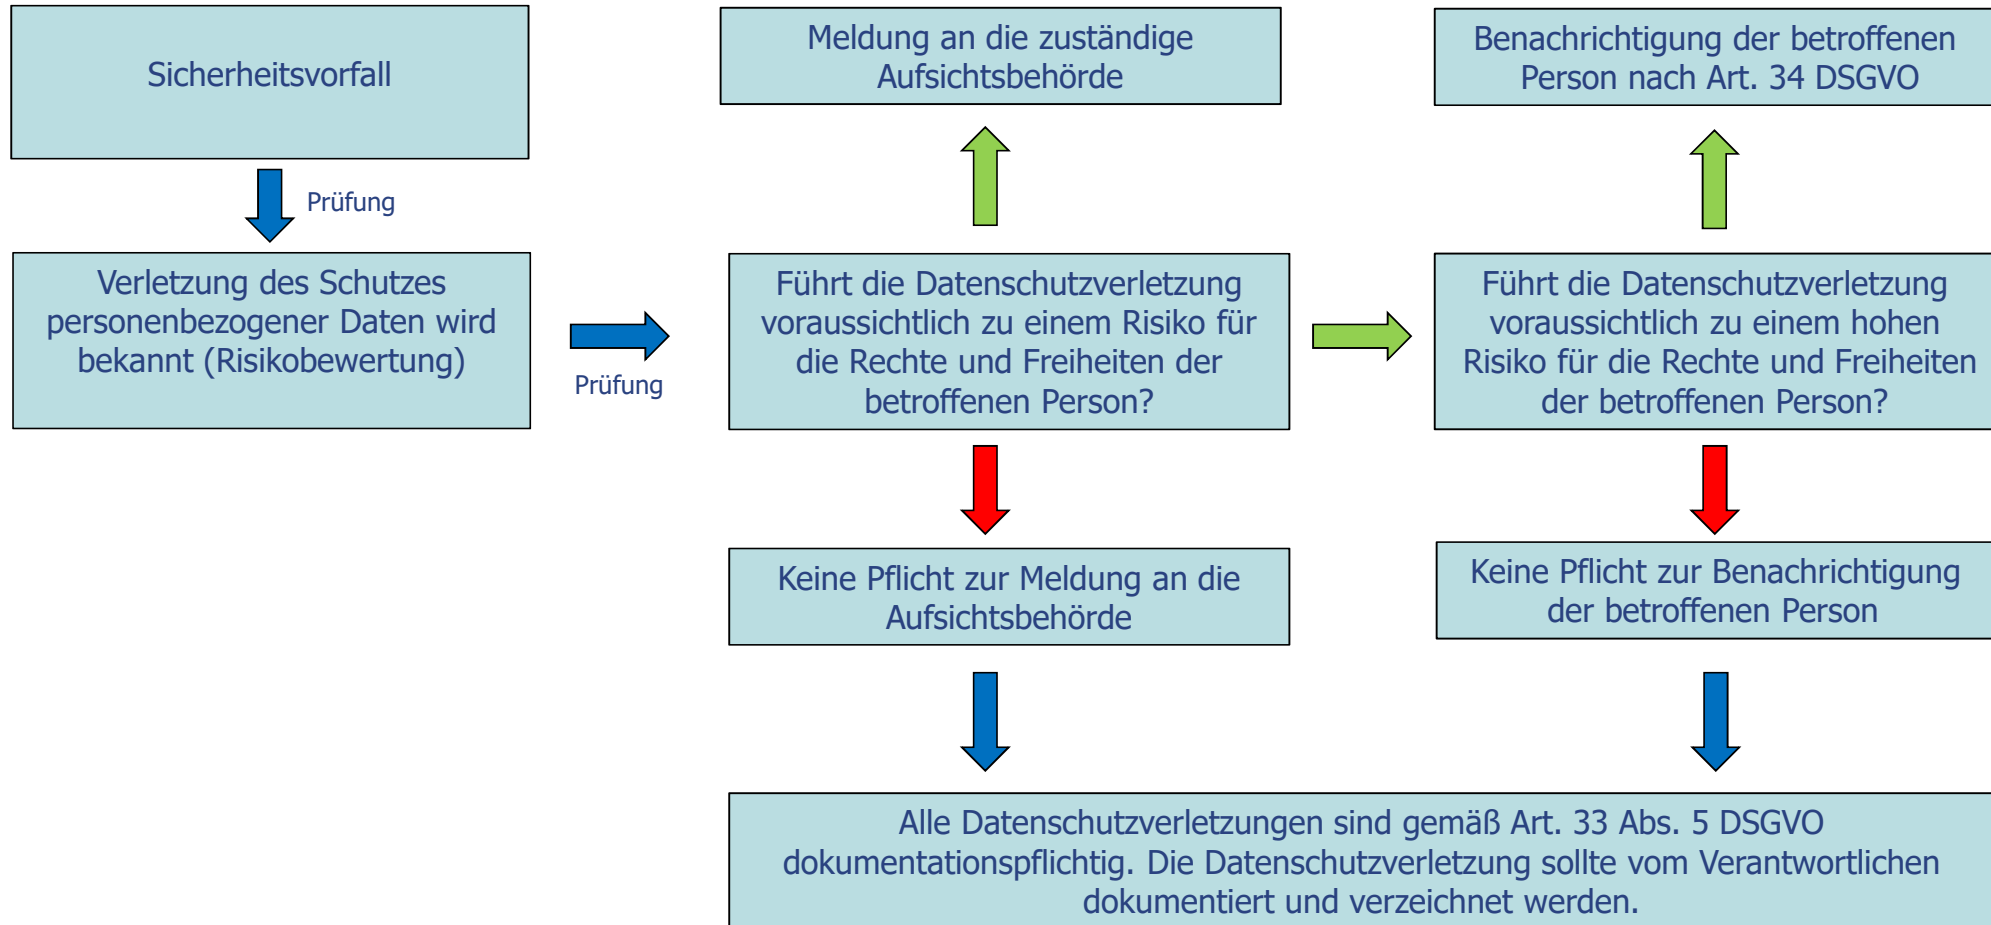 Sicherheitsvorfall
Prüfung
Verletzung des Schutzes
personenbezogener Daten wird
bekannt (Risikobewertung)
Prüfung
Meldung an die zuständige
Aufsichtsbehörde
Führt die Datenschutzverletzung
voraussichtlich zu einem Risiko für
die Rechte und Freiheiten der
betroffenen Person?
Keine Pflicht zur Meldung an die
Aufsichtsbehörde
Benachrichtigung der betroffenen
Person nach Art. 34 DSGVO
Führt die Datenschutzverletzung
voraussichtlich zu einem hohen
Risiko für die Rechte und Freiheiten
der betroffenen Person?
Keine Pflicht zur Benachrichtigung
der betroffenen Person
Alle Datenschutzverletzungen sind gemäß Art. 33 Abs. 5 DSGVO
dokumentationspflichtig. Die Datenschutzverletzung sollte vom Verantwortlichen
dokumentiert und verzeichnet werden.